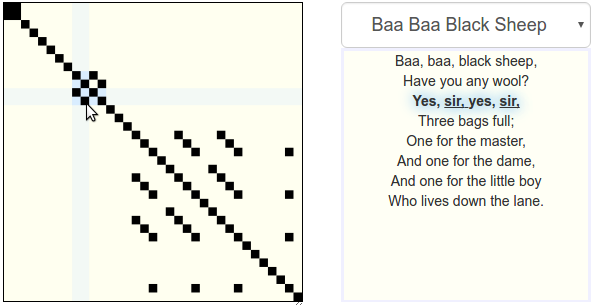 Baa Baa Black Sheep
Baa, baa, black sheep,
Have you any wool?
Yes, sir, yes, sir,
Three bags full;
One for the master,
And one for the dame,
And one for the little boy
Who lives down the lane.